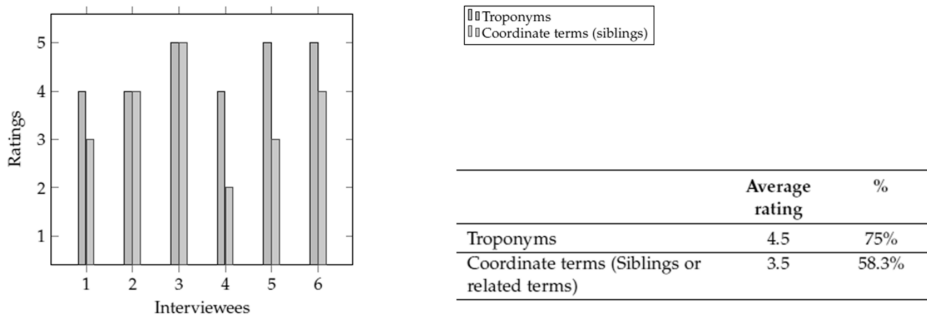 5
4
3
2
1
Ratings
1 2 3 4 5 6
Interviewees
Troponyms
Coordinate terms (siblings)
Average rating %
Troponyms 4.5 75%
Coordinate terms (Siblings or related terms) 3.5 58.3%